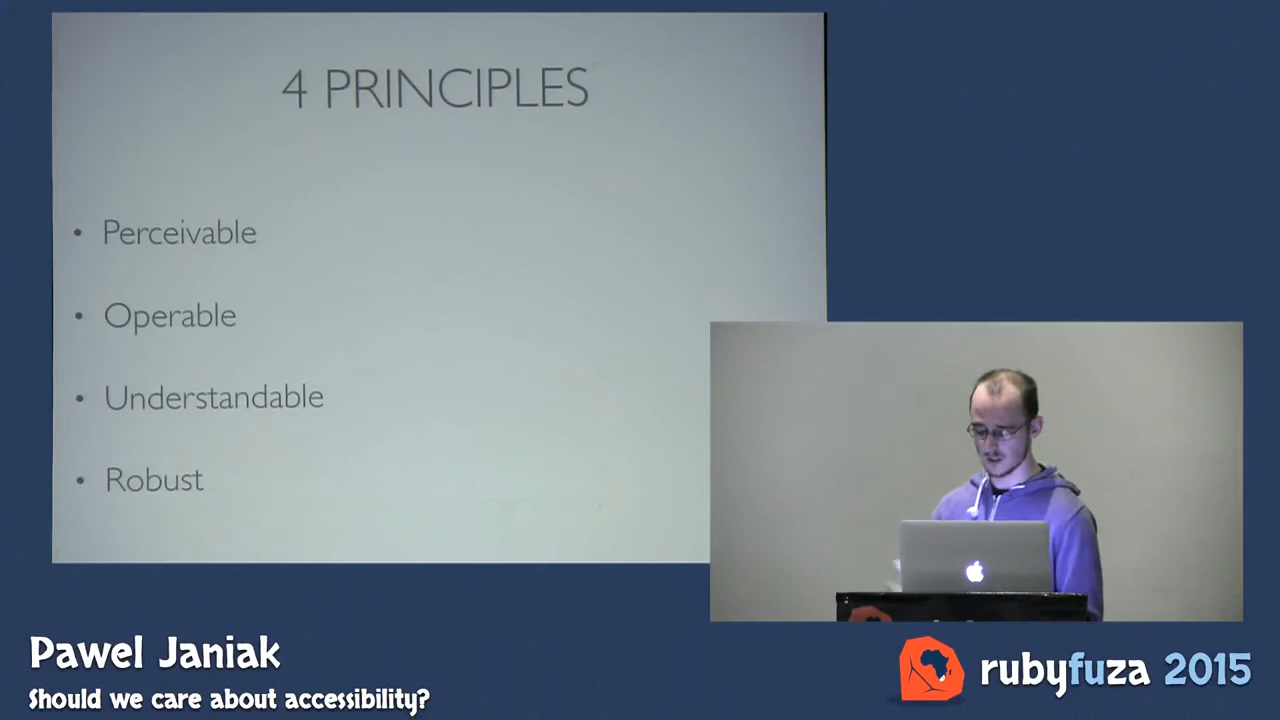 4 PRINCIPLES
• Perceivable
• Operable
• Understandable
• Robust
Pawel Janiak
Should we care about accessibility?
rubyfuza 2015